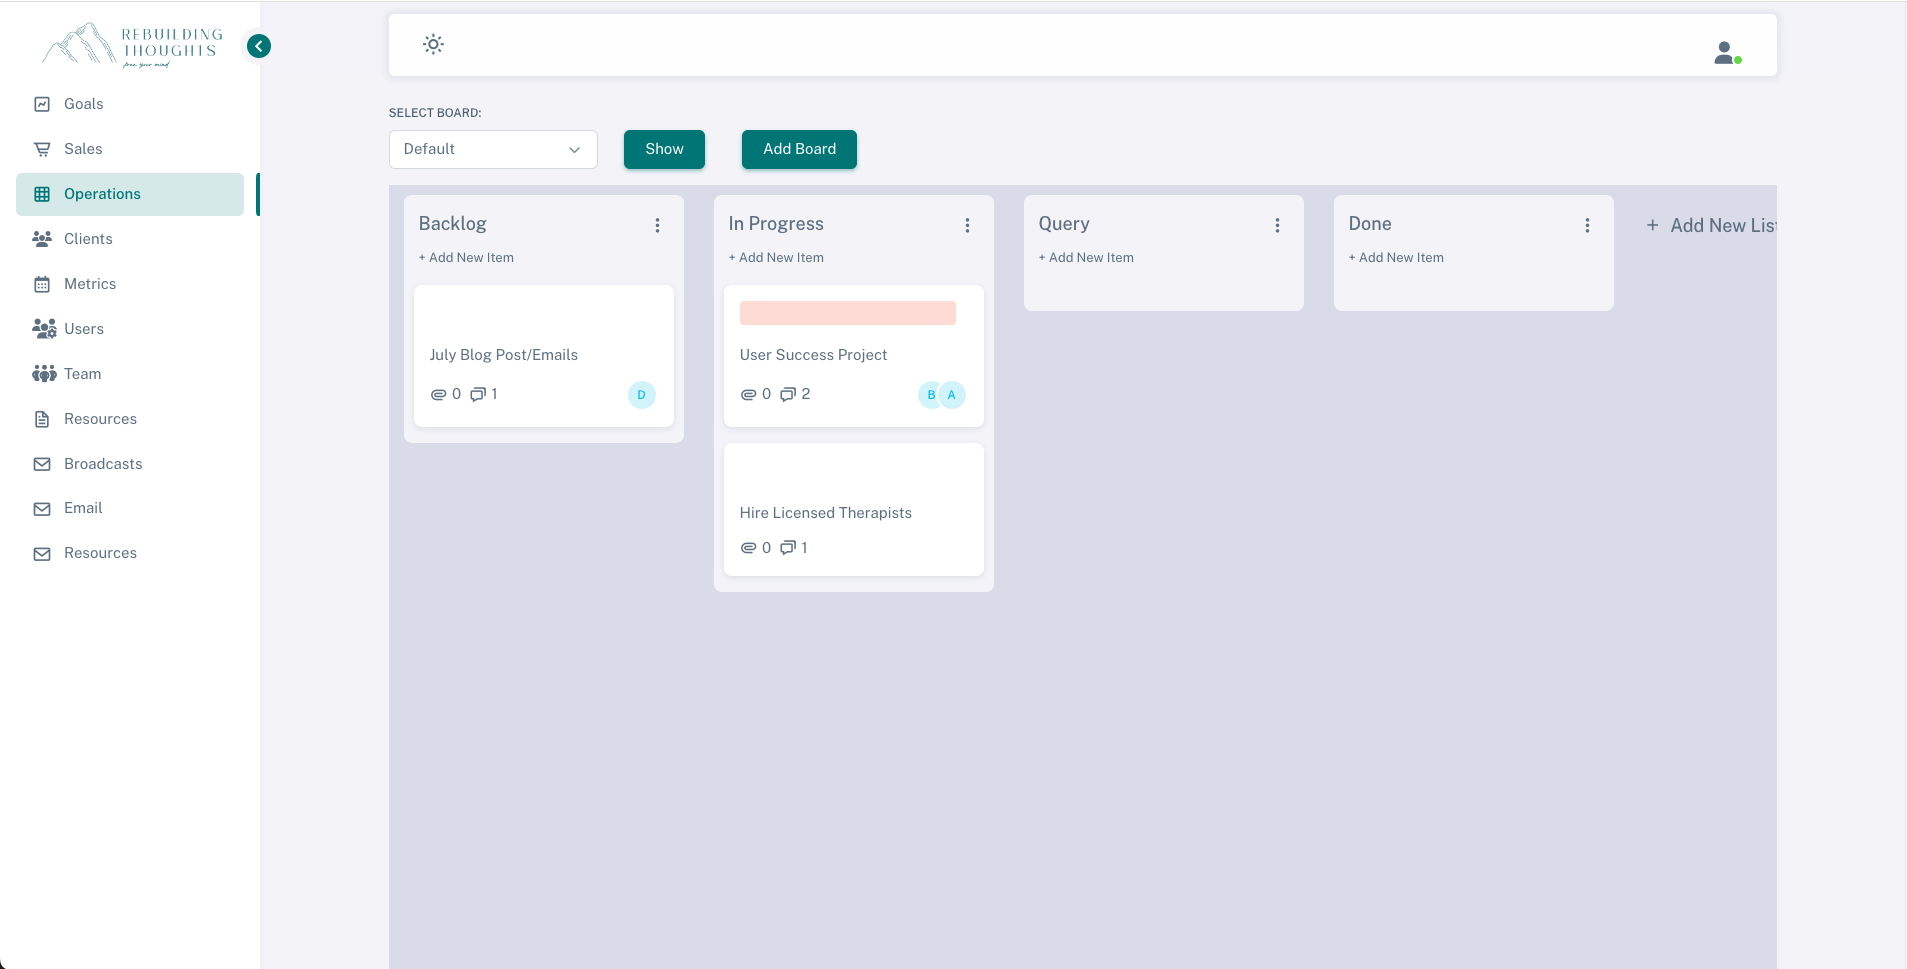 REBUILDING
THOUGHTS
free your mind
Goals
Sales
Operations
Clients
Metrics
Users
Team
Resources
Broadcasts
Email
Resources
SELECT BOARD:
Default
Show
Add Board
Backlog
+ Add New Item
July Blog Post/Emails
0 1
D
In Progress
+ Add New Item
User Success Project
0 2
B A
Hire Licensed Therapists
0 1
Query
+ Add New Item
Done
+ Add New Item
+ Add New List